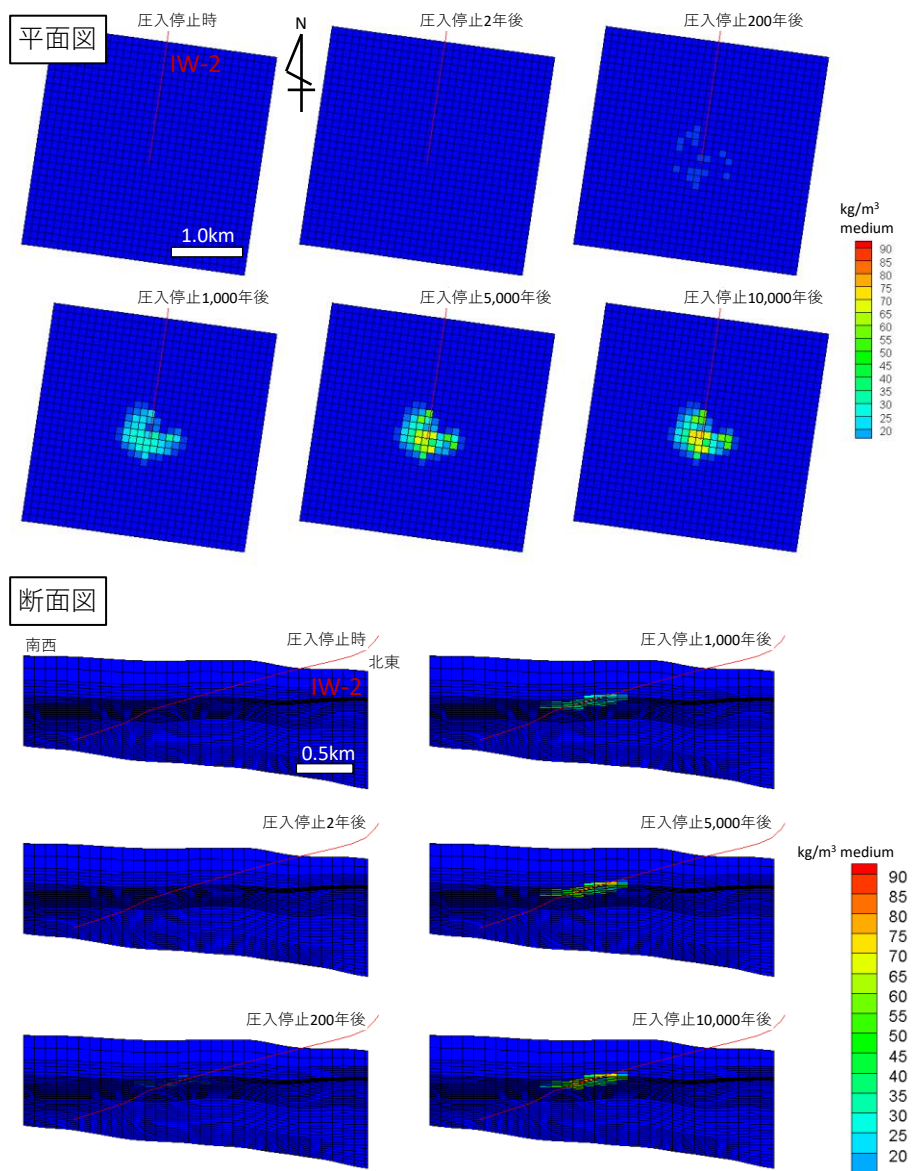 平面図
圧入停止時
圧入停止2年後
圧入停止200年後
IW-2
N
1.0km
kg/m³
medium
90
85
80
75
70
65
60
55
50
45
40
35
30
25
20
圧入停止1,000年後
圧入停止5,000年後
圧入停止10,000年後
断面図
南西
圧入停止時
北東
IW-2
0.5km
圧入停止1,000年後
圧入停止2年後
圧入停止5,000年後
kg/m³ medium
90
85
80
75
70
65
60
55
50
45
40
35
30
25
20
圧入停止200年後
圧入停止10,000年後